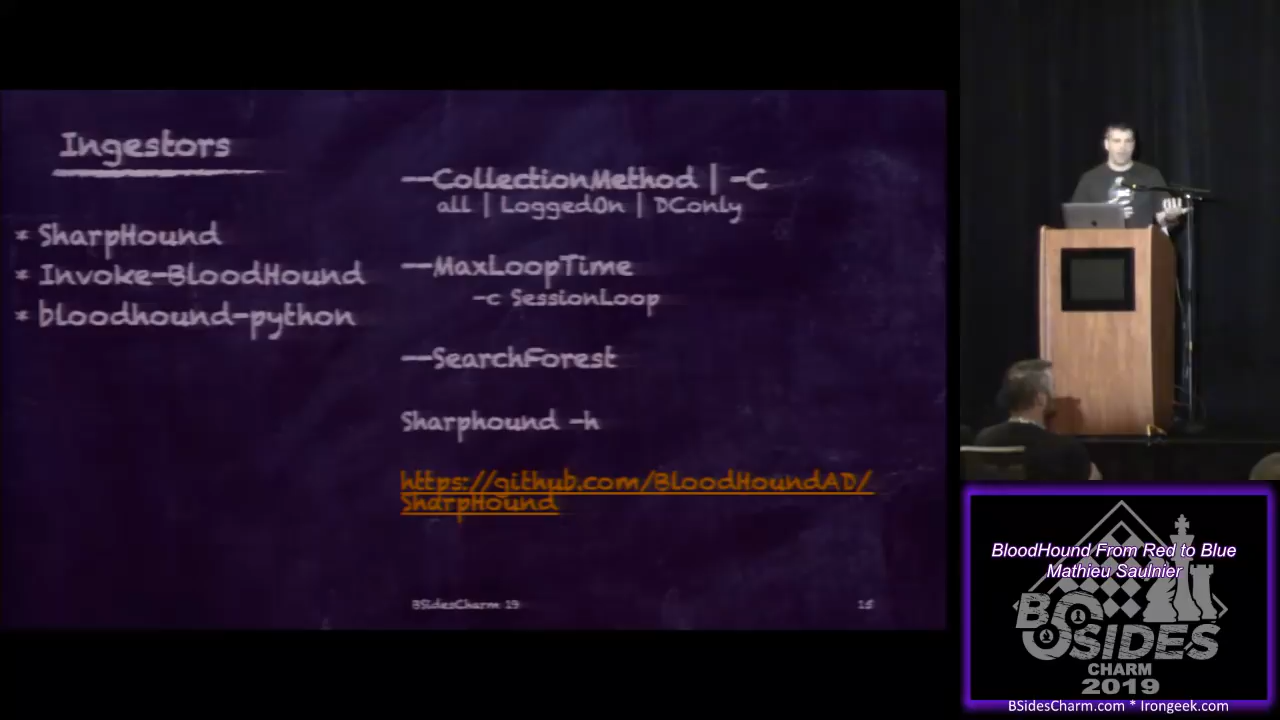 Ingestors
* SharpHound
* Invoke-BloodHound
* bloodhound-python
--CollectionMethod | -C
all | LoggedOn | DConly
--MaxLoopTime
-c SessionLoop
--SearchForest
Sharphound -h
https://github.com/BloodHoundAD/
SharpHound
BSidesCharm 19
15
BloodHound From Red to Blue
Mathieu Saulnier
BSIDES
CHARM
2019
BSidesCharm.com * Irongeek.com